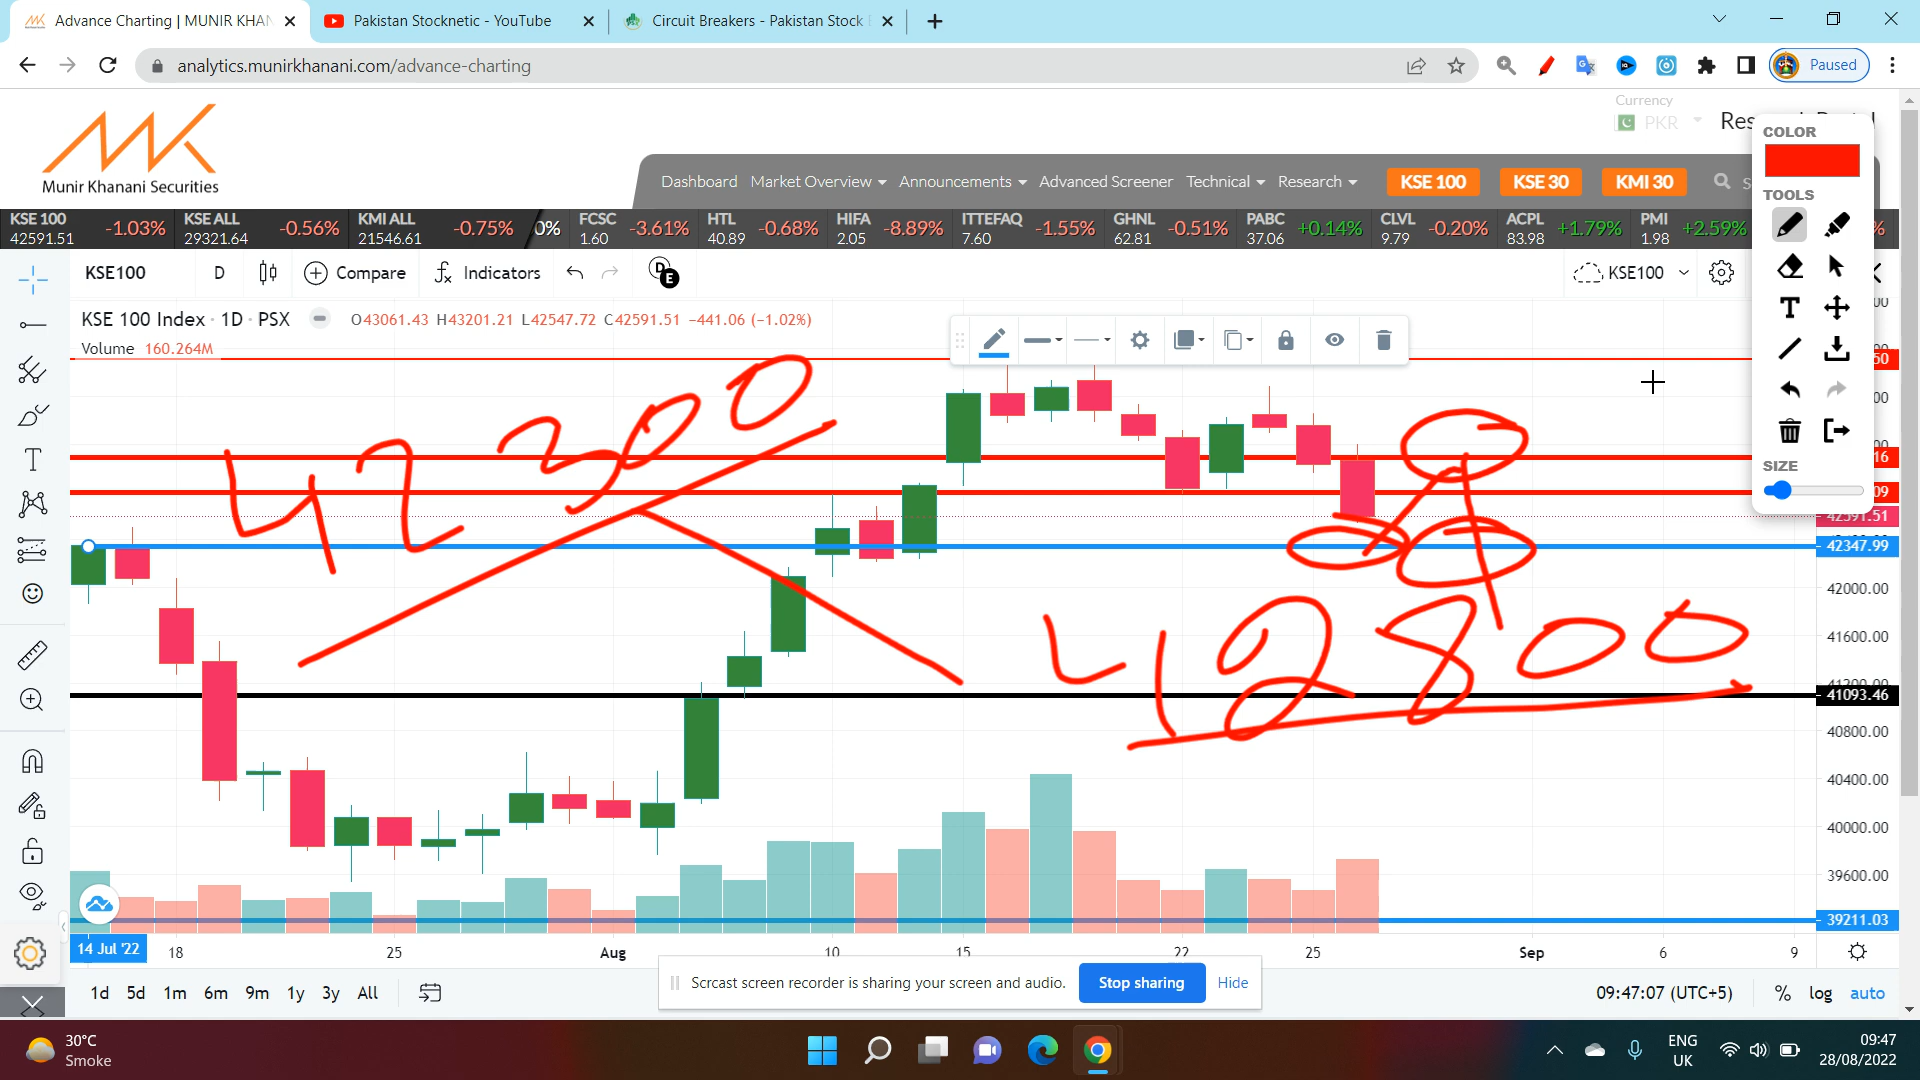 Advance Charting | MUNIR KHAN
Pakistan Stocknetic - YouTube
Circuit Breakers - Pakistan Stock
analytics.munirkhanani.com/advance-charting
Paused
Currency
PKR
Munir Khanani Securities
Dashboard Market Overview Announcements Advanced Screener Technical Research KSE 100 KSE 30 KMI 30
KSE 100 42591.51 -1.03%
KSE ALL 29321.64 -0.56%
KMI ALL 21546.61 -0.75%
0%
FCSC 1.60 -3.61%
HTL 40.89 -0.68%
HIFA 2.05 -8.89%
ITTEFAQ 7.60 -1.55%
GHNL 62.81 -0.51%
PABC 37.06 +0.14%
CLVL 9.79 -0.20%
ACPL 83.98 +1.79%
PMI 1.98 +2.59%
COLOR
TOOLS
SIZE
KSE100 D Compare Indicators
KSE100
KSE 100 Index · 1D · PSX
O43061.43 H43201.21 L42547.72 C42591.51 -441.06 (-1.02%)
Volume 160.264M
42300
42800
50
16
09
42591.51
42347.99
42000.00
41600.00
41093.46
40800.00
40400.00
40000.00
39600.00
39211.03
14 Jul '22 18 25 Aug 10 15 22 25 Sep 6 9
Scrcast screen recorder is sharing your screen and audio. Stop sharing Hide
1d 5d 1m 6m 9m 1y 3y All
09:47:07 (UTC+5) % log auto
30°C
Smoke
ENG
UK
09:47
28/08/2022